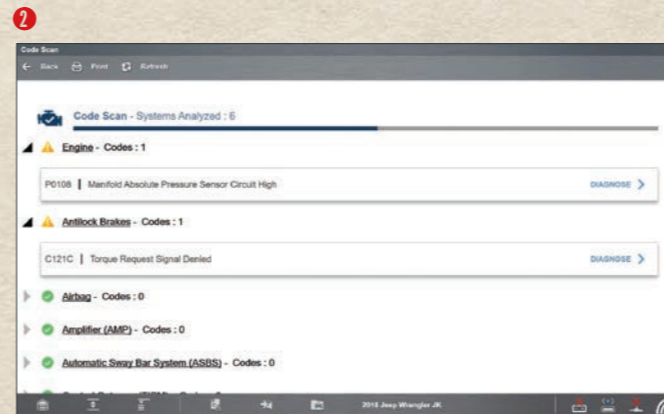 2
Code Scan
Back Print Refresh
Code Scan - Systems Analyzed : 6
Engine - Codes : 1
P0108 | Manifold Absolute Pressure Sensor Circuit High DIAGNOSE
Antilock Brakes - Codes : 1
C121C | Torque Request Signal Denied DIAGNOSE
Airbag - Codes : 0
Amplifier (AMP) - Codes : 0
Automatic Sway Bar System (ASBS) - Codes : 0
2018 Jeep Wrangler JK